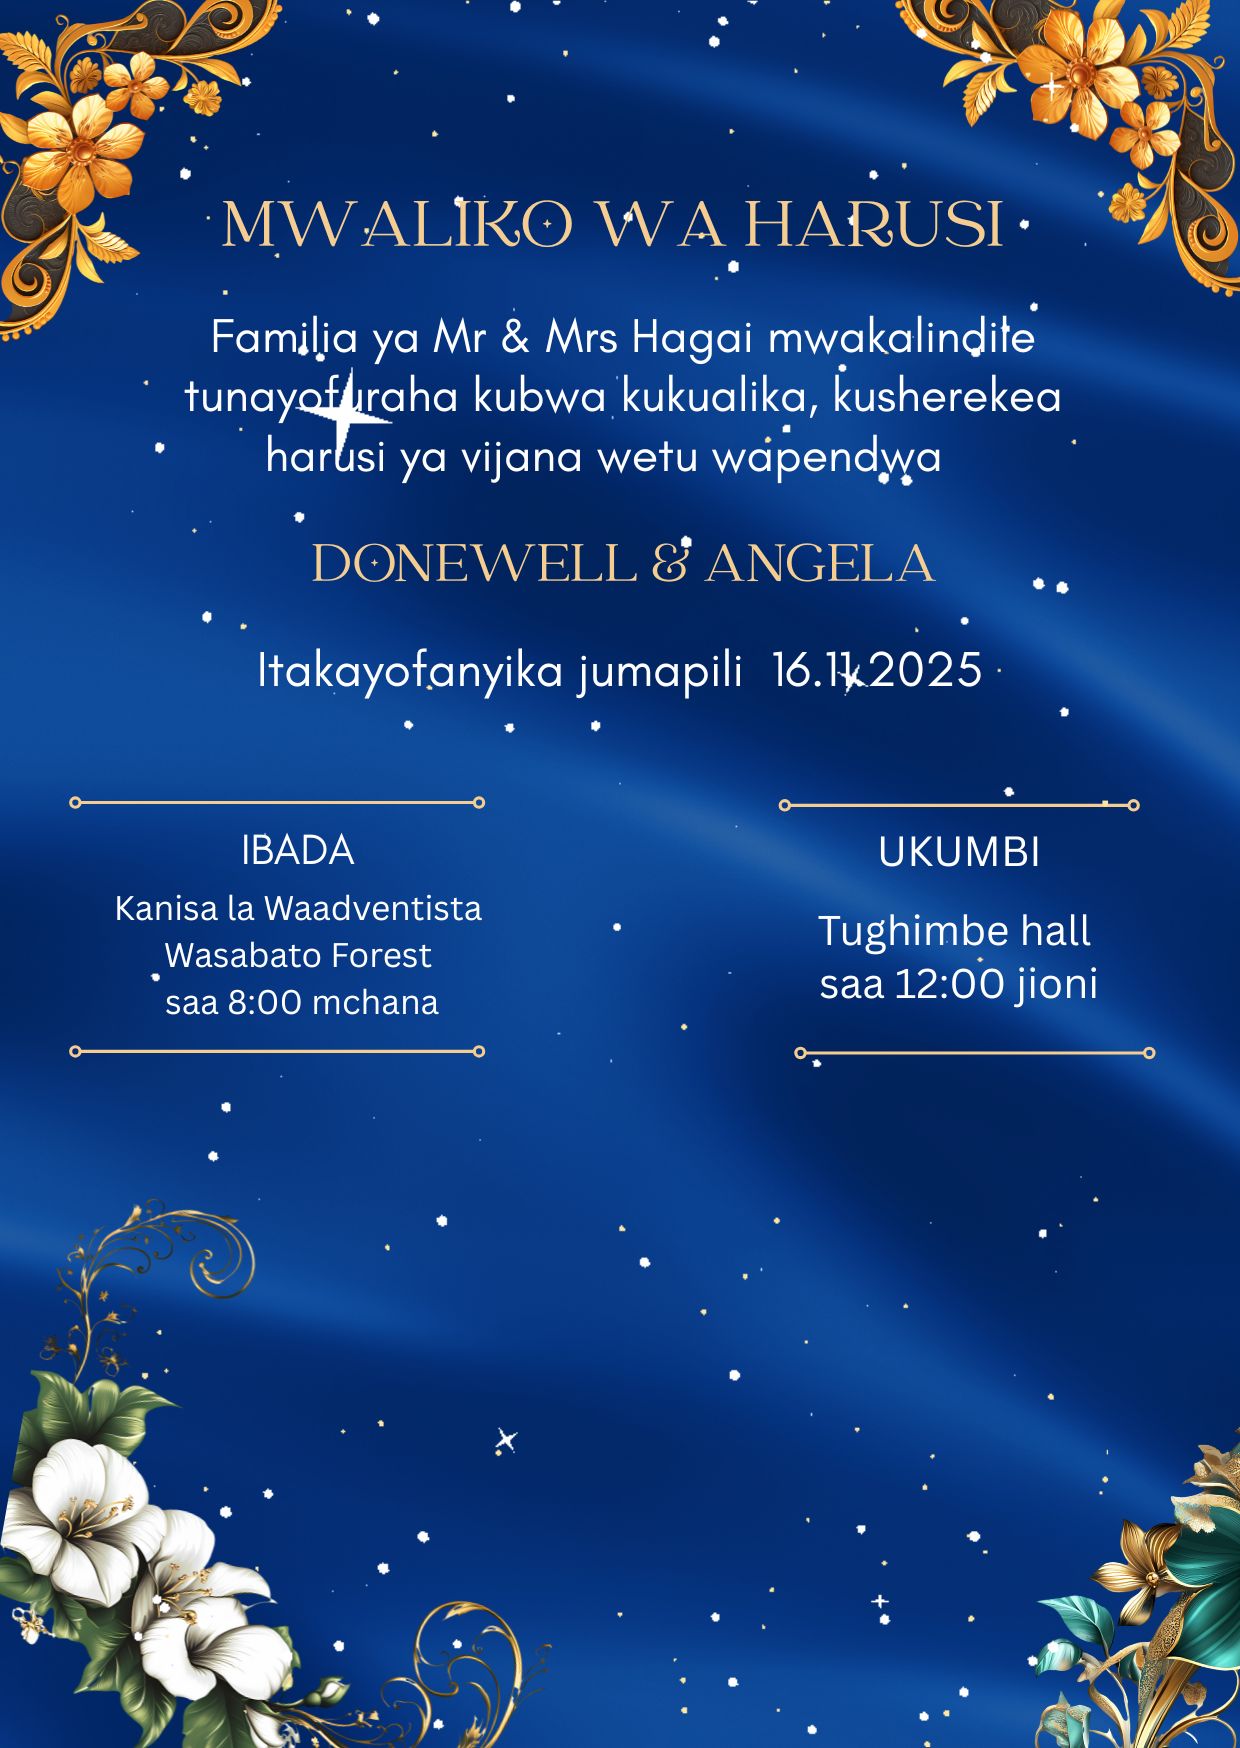 MWALIKO WA HARUSI
Familia ya Mr & Mrs Hagai mwakalindile
tunayofuraha kubwa kukualika, kusherekea
harusi ya vijana wetu wapendwa
DONEWELL & ANGELA
Itakayofanyika jumapili 16.11.2025
IBADA
Kanisa la Waadventista
Wasabato Forest
saa 8:00 mchana
UKUMBI
Tughimbe hall
saa 12:00 jioni